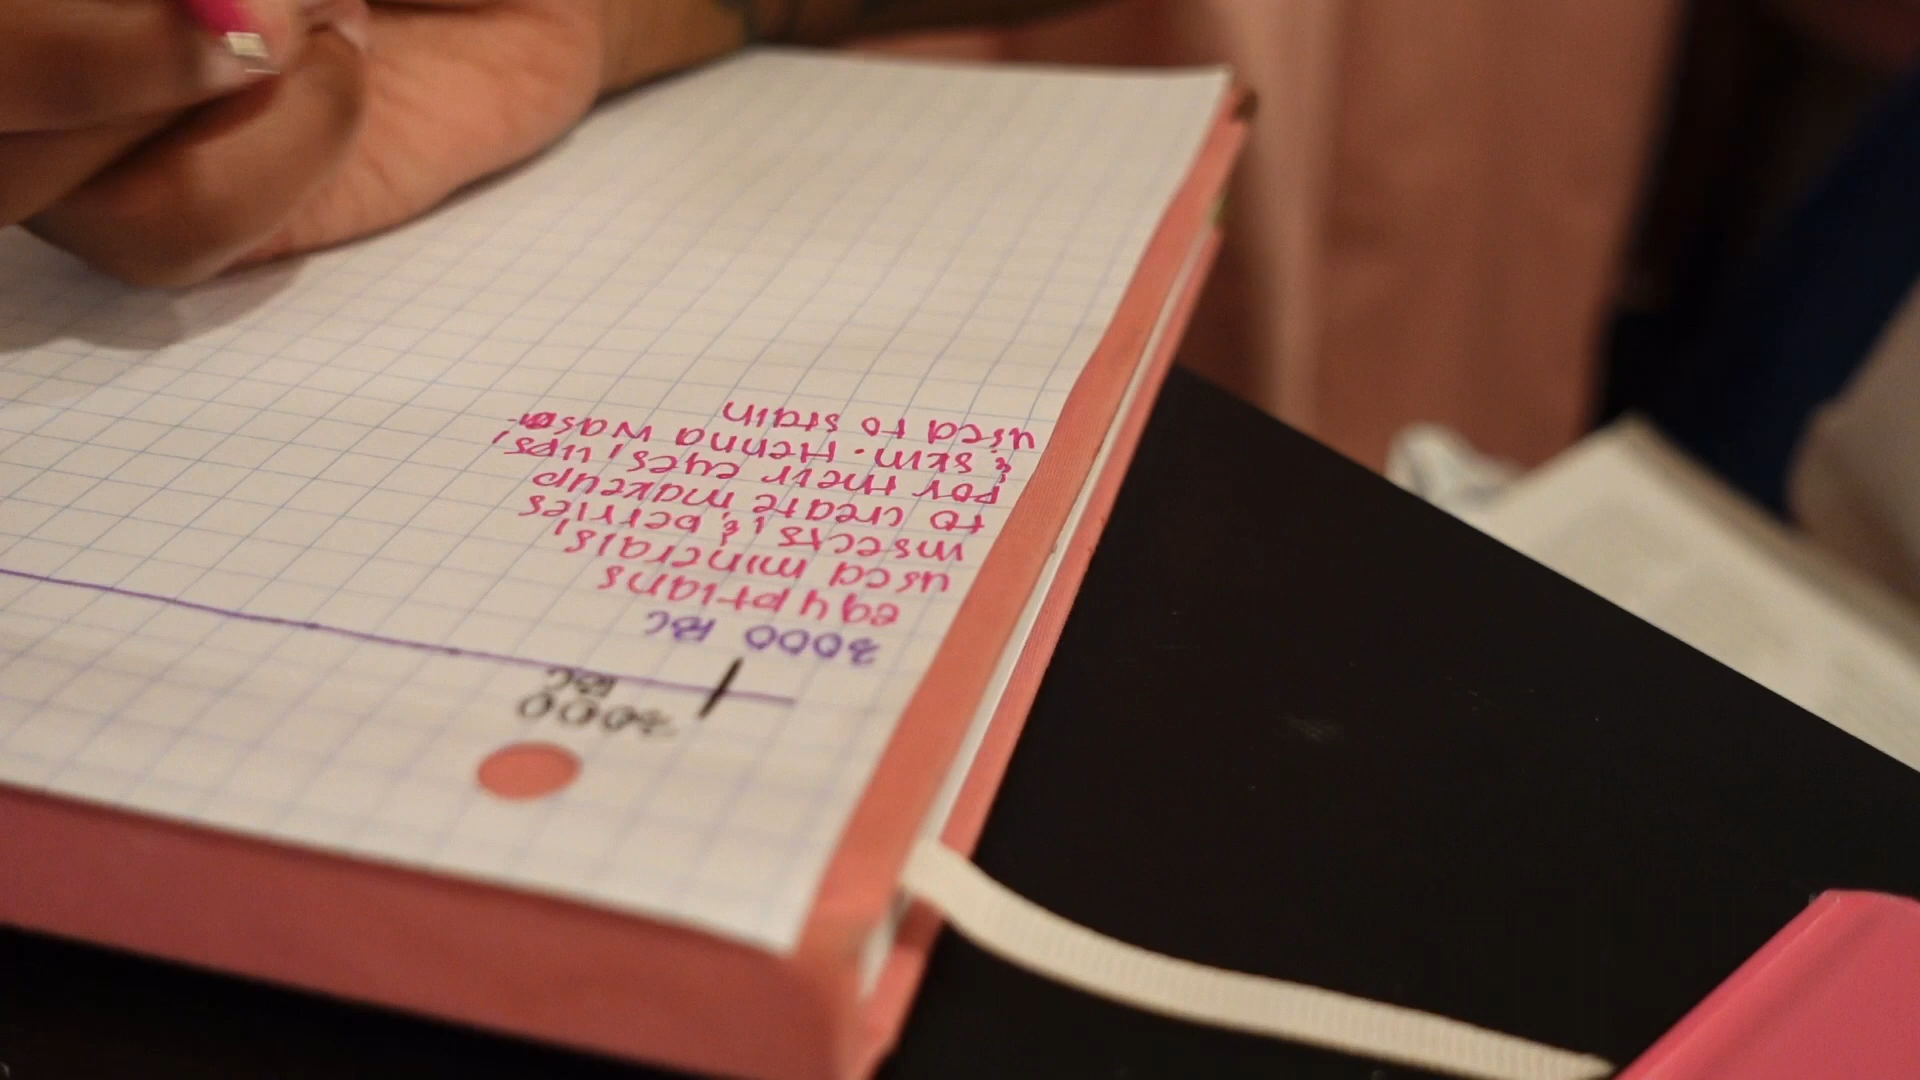 3000
BC
3000 BC
egyptians
used minerals,
insects, & berries
to create makeup
for their eyes, lips,
& skin. Henna was
used to stain